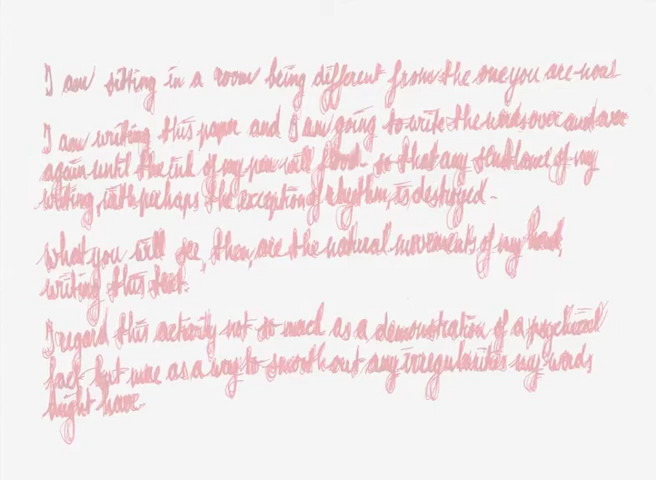 I am sitting in a room being different from the one you are now
I am writing this paper and I am going to write the words over and over
again until the ink of my pen will flood so that any semblance of my
writing, with perhaps the exception of rhythm, is destroyed.
What you will see, then, are the natural movements of my hand,
writing this text.
I regard this activity not so much as a demonstration of a psychical
fact but more as a way to smooth out any irregularities my words
might have.